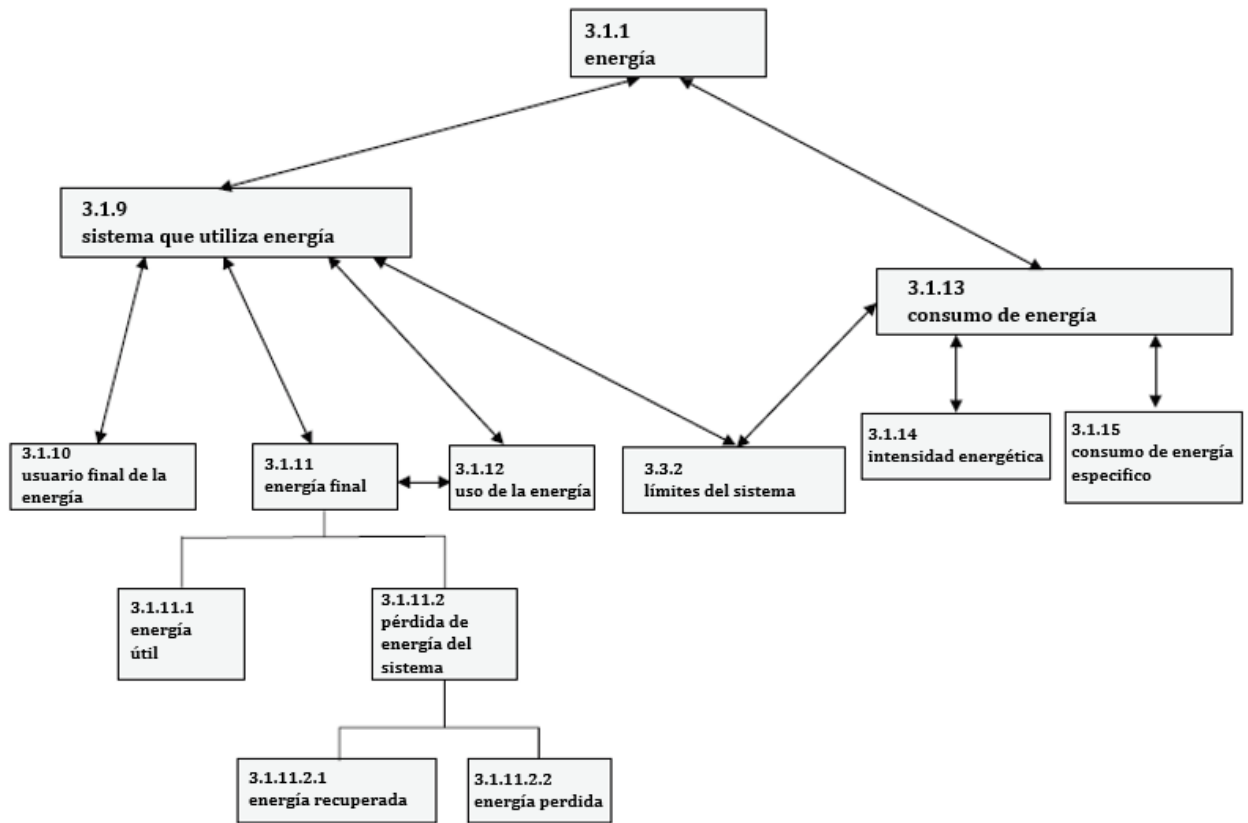 3.1.1
energía
3.1.9
sistema que utiliza energía
3.1.13
consumo de energía
3.1.10
usuario final de la
energía
3.1.11
energía final
3.1.12
uso de la energía
3.3.2
límites del sistema
3.1.14
intensidad energética
3.1.15
consumo de energía
especifico
3.1.11.1
energía
útil
3.1.11.2
pérdida de
energía del
sistema
3.1.11.2.1
energía recuperada
3.1.11.2.2
energía perdida